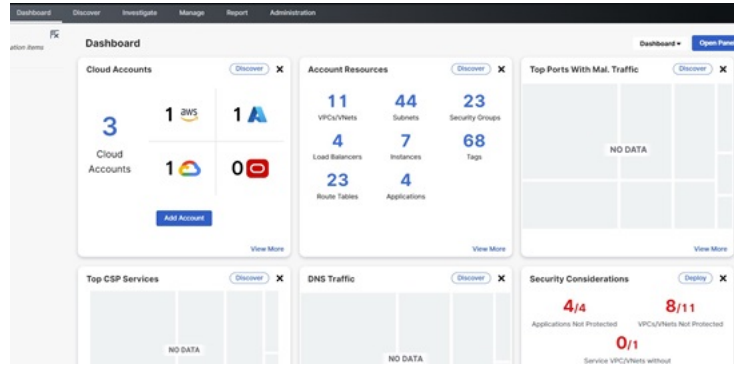 Dashboard Discover Investigate Manage Report Administration
ation items
Dashboard
Dashboard
Open Pane
Cloud Accounts
Discover
3
Cloud
Accounts
1 aws
1
1
0
Add Account
View More
Account Resources
Discover
11 44 23
VPCs/VNets Subnets Security Groups
4 7 68
Load Balancers Instances Tags
23 4
Route Tables Applications
View More
Top Ports With Mal. Traffic
Discover
NO DATA
View More
Top CSP Services
Discover
NO DATA
DNS Traffic
Discover
NO DATA
Security Considerations
Deploy
4/4 8/11
Applications Not Protected VPCs/VNets Not Protected
0/1
Service VPC/VNets without